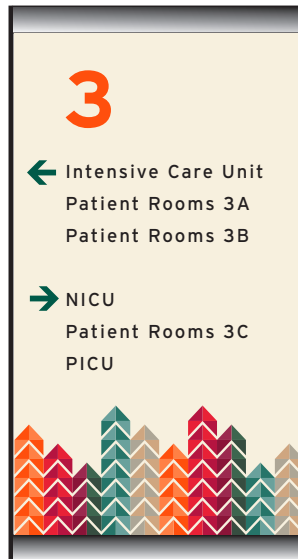 3
Intensive Care Unit
Patient Rooms 3A
Patient Rooms 3B
NICU
Patient Rooms 3C
PICU